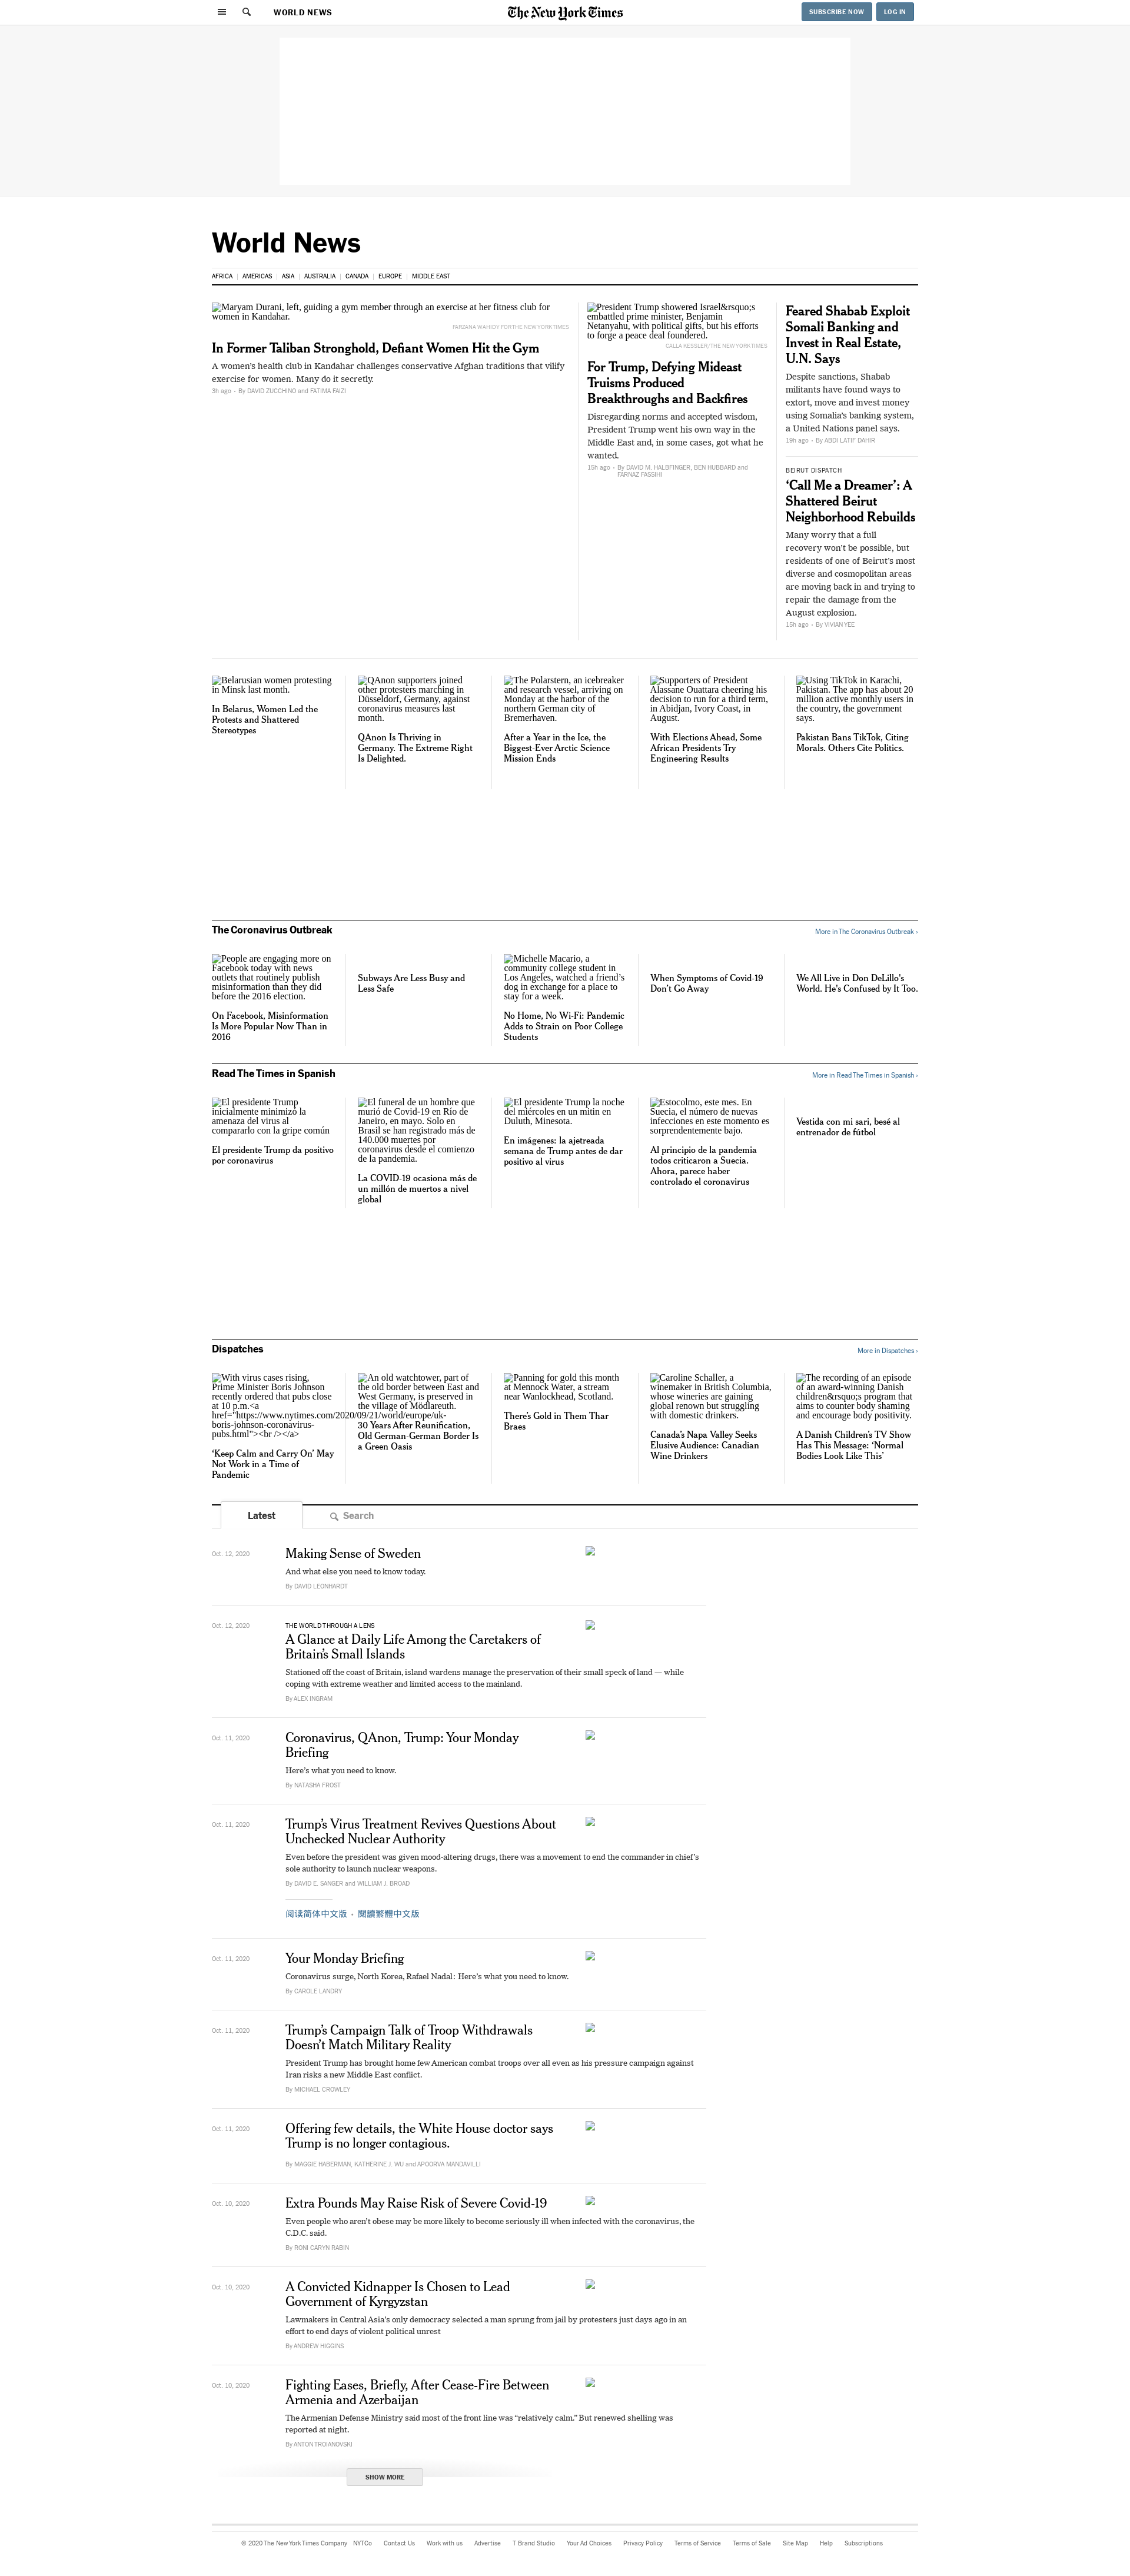 WORLD NEWS
The New York Times
SUBSCRIBE NOW
LOG IN
World News
AFRICA
AMERICAS
ASIA
AUSTRALIA
CANADA
EUROPE
MIDDLE EAST
Maryam Durani, left, guiding a gym member through an exercise at her fitness club for
women in Kandahar.
FARZANA WAHIDY FOR THE NEW YORK TIMES
In Former Taliban Stronghold, Defiant Women Hit the Gym
A women's health club in Kandahar challenges conservative Afghan traditions that vilify
exercise for women. Many do it secretly.
3h ago • By DAVID ZUCCHINO and FATIMA FAIZI
President Trump showed Israel&rsquo;s
embattled prime minister, Benjamin
Netanyahu, with political gifts, but his efforts
to forge a peace deal foundered.
CALLA KESSLER/THE NEW YORK TIMES
For Trump, Defying Mideast
Truisms Produced
Breakthroughs and Backfires
Disregarding norms and accepted wisdom,
President Trump went his own way in the
Middle East and, in some cases, got what he
wanted.
15h ago • By DAVID M. HALBFINGER, BEN HUBBARD and
FARNAZ FASSIHI
Feared Shabab Exploit
Somali Banking and
Invest in Real Estate,
U.N. Says
Despite sanctions, Shabab
militants have found ways to
extort, move and invest money
using Somalia's banking system,
a United Nations panel says.
19h ago • By ABDI LATIF DAHIR
BEIRUT DISPATCH
‘Call Me a Dreamer’: A
Shattered Beirut
Neighborhood Rebuilds
Many worry that a full
recovery won't be possible, but
residents of one of Beirut's most
diverse and cosmopolitan areas
are moving back in and trying to
repair the damage from the
August explosion.
15h ago • By VIVIAN YEE
Belarusian women protesting
in Minsk last month.
In Belarus, Women Led the
Protests and Shattered
Stereotypes
QAnon supporters joined
other protesters marching in
Düsseldorf, Germany, against
coronavirus measures last
month.
QAnon Is Thriving in
Germany. The Extreme Right
Is Delighted.
The Polarstern, an icebreaker
and research vessel, arriving on
Monday at the harbor of the
northern German city of
Bremerhaven.
After a Year in the Ice, the
Biggest-Ever Arctic Science
Mission Ends
Supporters of President
Alassane Ouattara cheering his
decision to run for a third term,
in Abidjan, Ivory Coast, in
August.
With Elections Ahead, Some
African Presidents Try
Engineering Results
Using TikTok in Karachi,
Pakistan. The app has about 20
million active monthly users in
the country, the government
says.
Pakistan Bans TikTok, Citing
Morals. Others Cite Politics.
The Coronavirus Outbreak
More in The Coronavirus Outbreak ›
People are engaging more on
Facebook today with news
outlets that routinely publish
misinformation than they did
before the 2016 election.
On Facebook, Misinformation
Is More Popular Now Than in
2016
Subways Are Less Busy and
Less Safe
Michelle Macario, a
community college student in
Los Angeles, watched a friend’s
dog in exchange for a place to
stay for a week.
No Home, No Wi-Fi: Pandemic
Adds to Strain on Poor College
Students
When Symptoms of Covid-19
Don't Go Away
We All Live in Don DeLillo's
World. He's Confused by It Too.
Read The Times in Spanish
More in Read The Times in Spanish ›
El presidente Trump
inicialmente minimizó la
amenaza del virus al
compararlo con la gripe común
El presidente Trump da positivo
por coronavirus
El funeral de un hombre que
murió de Covid-19 en Río de
Janeiro, en mayo. Solo en
Brasil se han registrado más de
140.000 muertes por
coronavirus desde el comienzo
de la pandemia.
La COVID-19 ocasiona más de
un millón de muertos a nivel
global
El presidente Trump la noche
del miércoles en un mitin en
Duluth, Minesota.
En imágenes: la ajetreada
semana de Trump antes de dar
positivo al virus
Estocolmo, este mes. En
Suecia, el número de nuevas
infecciones en este momento es
sorprendentemente bajo.
Al principio de la pandemia
todos criticaron a Suecia.
Ahora, parece haber
controlado el coronavirus
Vestida con mi sari, besé al
entrenador de fútbol
Dispatches
More in Dispatches ›
With virus cases rising,
Prime Minister Boris Johnson
recently ordered that pubs close
at 10 p.m.<a
href="https://www.nytimes.com/2020/09/21/world/europe/uk-
boris-johnson-coronavirus-
pubs.html"><br /></a>
‘Keep Calm and Carry On’ May
Not Work in a Time of
Pandemic
An old watchtower, part of
the old border between East and
West Germany, is preserved in
the village of Mödlareuth.
30 Years After Reunification,
Old German-German Border Is
a Green Oasis
Panning for gold this month
at Mennock Water, a stream
near Wanlockhead, Scotland.
There’s Gold in Them Thar
Braes
Caroline Schaller, a
winemaker in British Columbia,
whose wineries are gaining
global renown but struggling
with domestic drinkers.
Canada’s Napa Valley Seeks
Elusive Audience: Canadian
Wine Drinkers
The recording of an episode
of an award-winning Danish
children&rsquo;s program that
aims to counter body shaming
and encourage body positivity.
A Danish Children’s TV Show
Has This Message: ‘Normal
Bodies Look Like This’
Latest
Search
Oct. 12, 2020
Making Sense of Sweden
And what else you need to know today.
By DAVID LEONHARDT
Oct. 12, 2020
THE WORLD THROUGH A LENS
A Glance at Daily Life Among the Caretakers of
Britain’s Small Islands
Stationed off the coast of Britain, island wardens manage the preservation of their small speck of land — while
coping with extreme weather and limited access to the mainland.
By ALEX INGRAM
Oct. 11, 2020
Coronavirus, QAnon, Trump: Your Monday
Briefing
Here’s what you need to know.
By NATASHA FROST
Oct. 11, 2020
Trump’s Virus Treatment Revives Questions About
Unchecked Nuclear Authority
Even before the president was given mood-altering drugs, there was a movement to end the commander in chief’s
sole authority to launch nuclear weapons.
By DAVID E. SANGER and WILLIAM J. BROAD
阅读简体中文版 • 閱讀繁體中文版
Oct. 11, 2020
Your Monday Briefing
Coronavirus surge, North Korea, Rafael Nadal: Here’s what you need to know.
By CAROLE LANDRY
Oct. 11, 2020
Trump’s Campaign Talk of Troop Withdrawals
Doesn’t Match Military Reality
President Trump has brought home few American combat troops over all even as his pressure campaign against
Iran risks a new Middle East conflict.
By MICHAEL CROWLEY
Oct. 11, 2020
Offering few details, the White House doctor says
Trump is no longer contagious.
By MAGGIE HABERMAN, KATHERINE J. WU and APOORVA MANDAVILLI
Oct. 10, 2020
Extra Pounds May Raise Risk of Severe Covid-19
Even people who aren’t obese may be more likely to become seriously ill when infected with the coronavirus, the
C.D.C. said.
By RONI CARYN RABIN
Oct. 10, 2020
A Convicted Kidnapper Is Chosen to Lead
Government of Kyrgyzstan
Lawmakers in Central Asia’s only democracy selected a man sprung from jail by protesters just days ago in an
effort to end days of violent political unrest
By ANDREW HIGGINS
Oct. 10, 2020
Fighting Eases, Briefly, After Cease-Fire Between
Armenia and Azerbaijan
The Armenian Defense Ministry said most of the front line was “relatively calm.” But renewed shelling was
reported at night.
By ANTON TROIANOVSKI
SHOW MORE
© 2020 The New York Times Company
NYTCo
Contact Us
Work with us
Advertise
T Brand Studio
Your Ad Choices
Privacy Policy
Terms of Service
Terms of Sale
Site Map
Help
Subscriptions